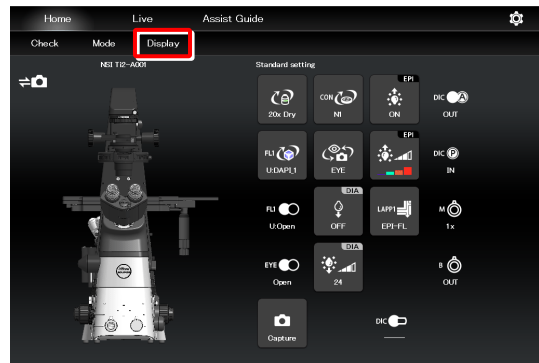 Home Live Assist Guide
Check Mode Display
NSI Ti2-A001
Standard setting
20x Dry
CON
N1
EPI
ON
DIC A
OUT
FL1
U:DAPI_1
EYE
EPI
DIC P
IN
FL1
U:Open
DIA
OFF
LAPP1
EPI-FL
M
1x
EYE
Open
DIA
24
B
OUT
Capture
DIC